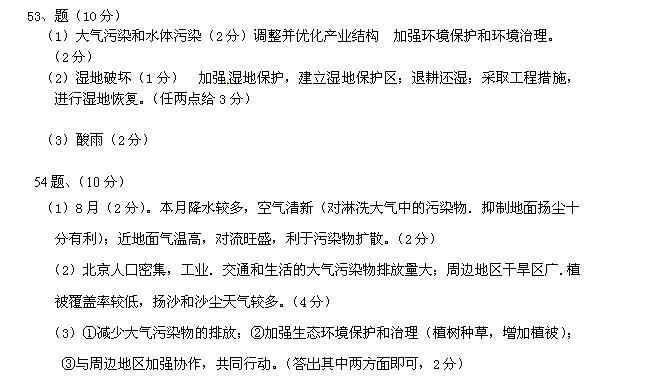 53、题（10分）
（1）大气污染和水体污染（2分）调整并优化产业结构 加强环境保护和环境治理。
（2分）
（2）湿地破坏（1分） 加强湿地保护，建立湿地保护区；退耕还湿；采取工程措施，
进行湿地恢复。（任两点给3分）
（3）酸雨（2分）
54题、（10分）
（1）8月（2分）。本月降水较多，空气清新（对淋洗大气中的污染物．抑制地面扬尘十
分有利）；近地面气温高，对流旺盛，利于污染物扩散。（2分）
（2）北京人口密集，工业．交通和生活的大气污染物排放量大；周边地区干旱区广.植
被覆盖率较低，扬沙和沙尘天气较多。（4分）
（3）①减少大气污染物的排放；②加强生态环境保护和治理（植树种草，增加植被）；
③与周边地区加强协作，共同行动。（答出其中两方面即可，2分）